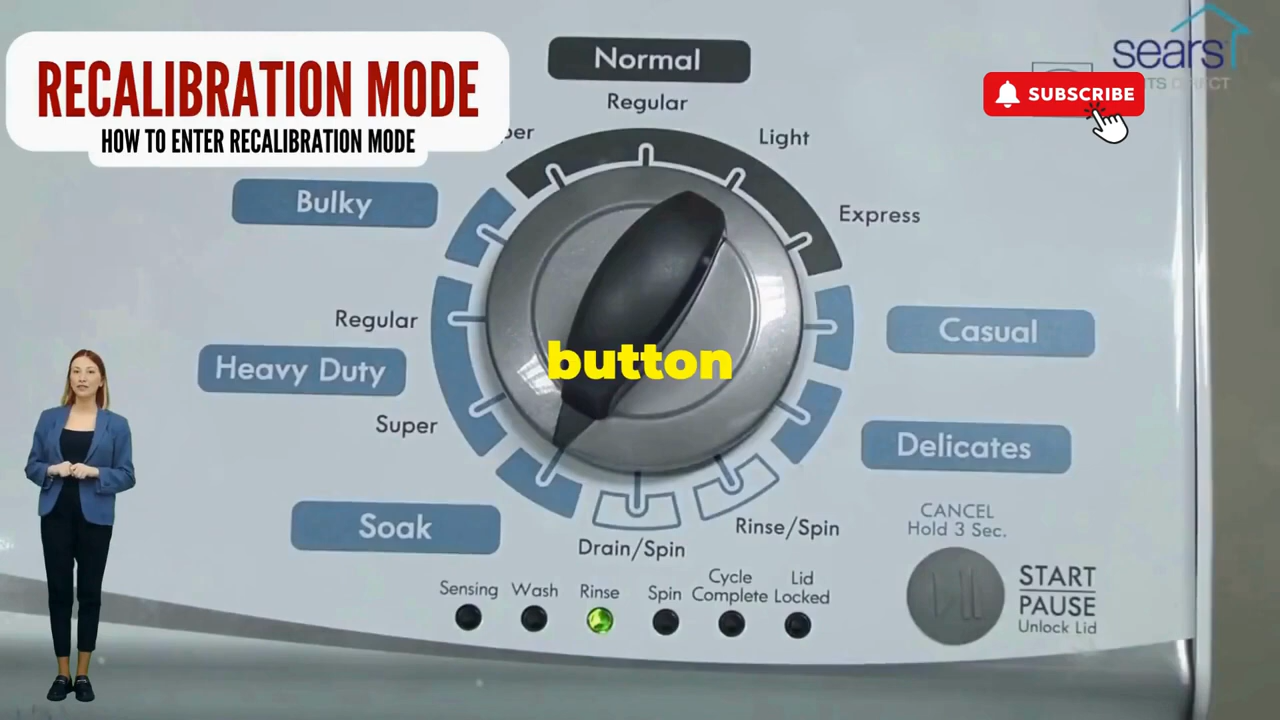 RECALIBRATION MODE
HOW TO ENTER RECALIBRATION MODE
sears
DIRECT
SUBSCRIBE
Normal
Regular
Light
Express
Bulky
Regular
Heavy Duty
Super
Soak
button
Casual
Delicates
Rinse/Spin
Drain/Spin
CANCEL
Hold 3 Sec.
START
PAUSE
Unlock Lid
Sensing
Wash
Rinse
Spin
Cycle
Complete
Lid
Locked